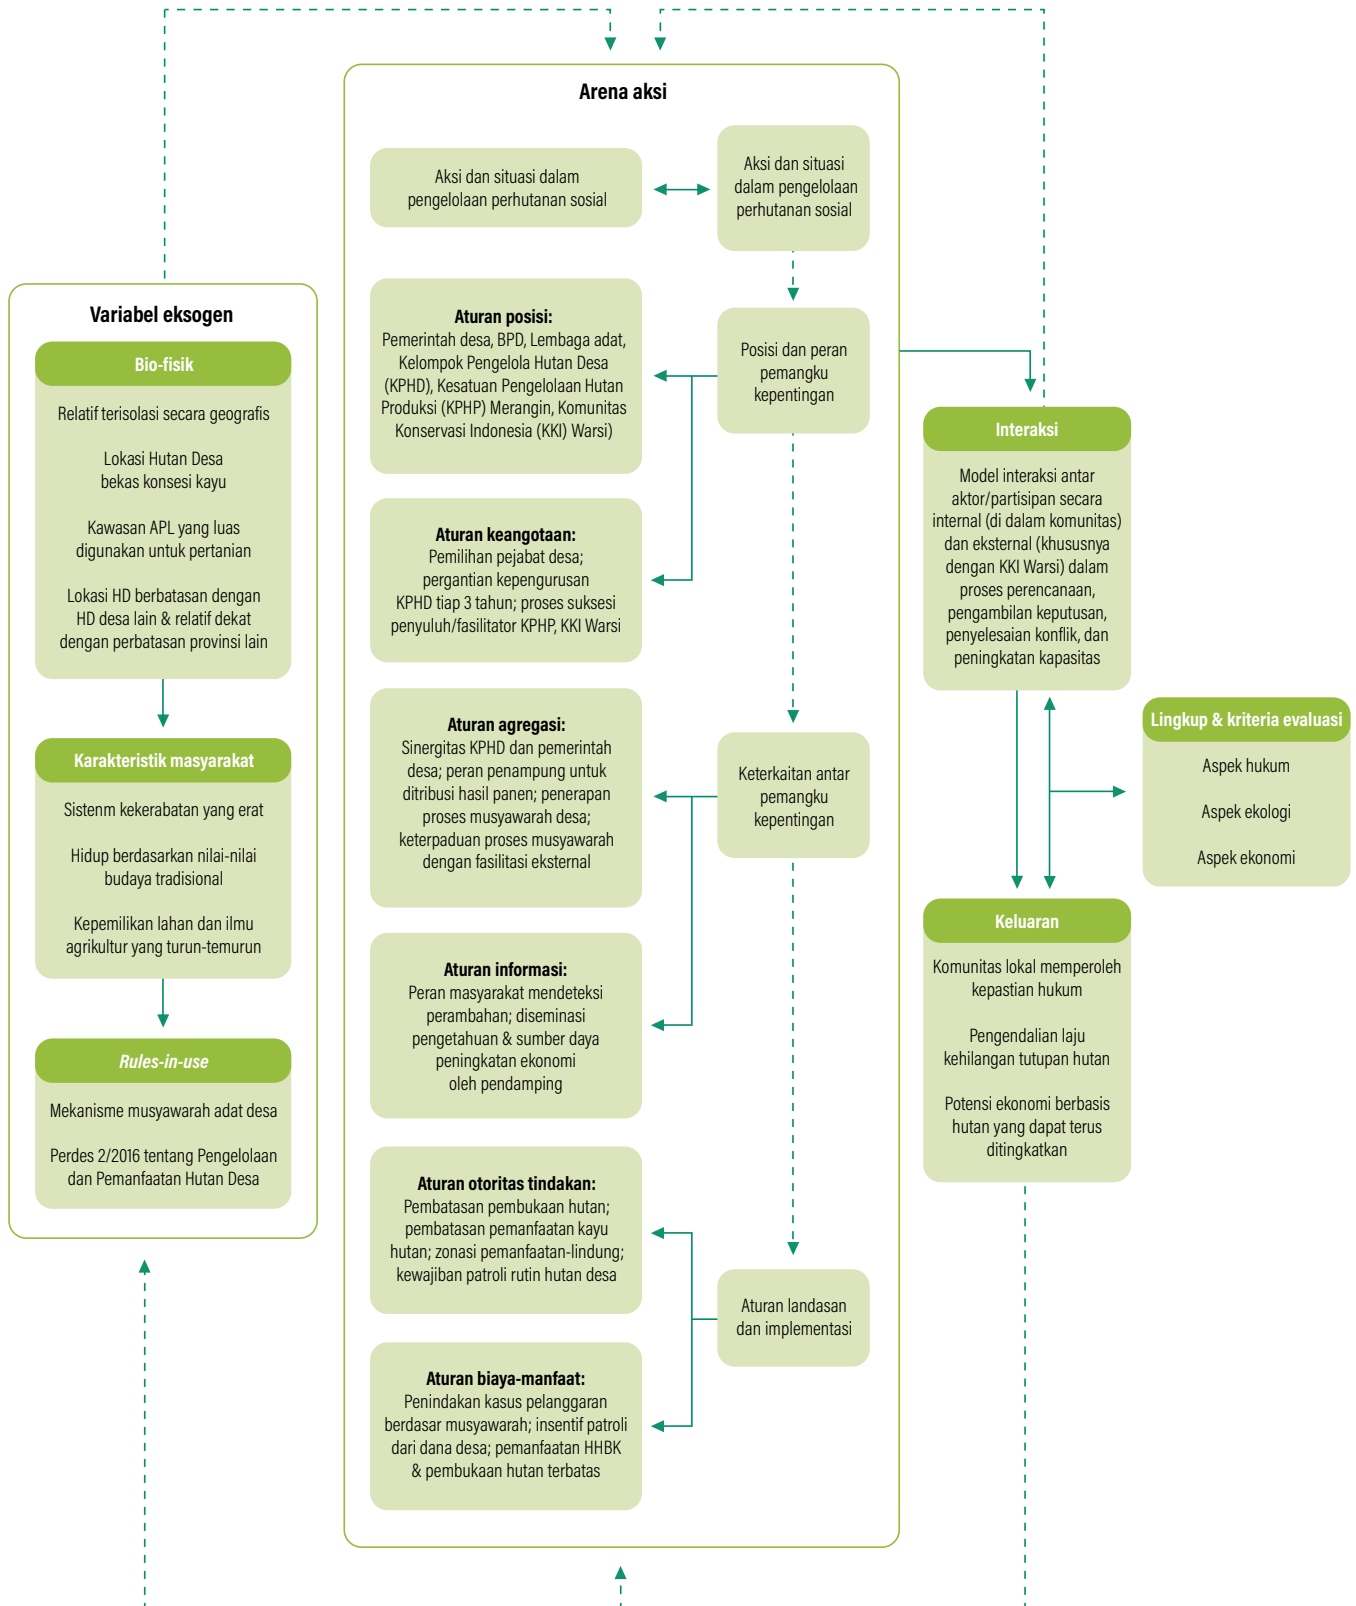 Arena aksi
Aksi dan situasi dalam
pengelolaan perhutanan sosial
Aksi dan situasi
dalam pengelolaan
perhutanan sosial
Variabel eksogen
Bio-fisik
Relatif terisolasi secara geografis
Lokasi Hutan Desa
bekas konsesi kayu
Kawasan APL yang luas
digunakan untuk pertanian
Lokasi HD berbatasan dengan
HD desa lain & relatif dekat
dengan perbatasan provinsi lain
Karakteristik masyarakat
Sistenm kekerabatan yang erat
Hidup berdasarkan nilai-nilai
budaya tradisional
Kepemilikan lahan dan ilmu
agrikultur yang turun-temurun
Rules-in-use
Mekanisme musyawarah adat desa
Perdes 2/2016 tentang Pengelolaan
dan Pemanfaatan Hutan Desa
Aturan posisi:
Pemerintah desa, BPD, Lembaga adat,
Kelompok Pengelola Hutan Desa
(KPHD), Kesatuan Pengelolaan Hutan
Produksi (KPHP) Merangin, Komunitas
Konservasi Indonesia (KKI) Warsi)
Posisi dan peran
pemangku
kepentingan
Aturan keangotaan:
Pemilihan pejabat desa;
pergantian kepengurusan
KPHD tiap 3 tahun; proses suksesi
penyuluh/fasilitator KPHP, KKI Warsi
Aturan agregasi:
Sinergitas KPHD dan pemerintah
desa; peran penampung untuk
ditribusi hasil panen; penerapan
proses musyawarah desa;
keterpaduan proses musyawarah
dengan fasilitasi eksternal
Keterkaitan antar
pemangku
kepentingan
Aturan informasi:
Peran masyarakat mendeteksi
perambahan; diseminasi
pengetahuan & sumber daya
peningkatan ekonomi
oleh pendamping
Aturan otoritas tindakan:
Pembatasan pembukaan hutan;
pembatasan pemanfaatan kayu
hutan; zonasi pemanfaatan-lindung;
kewajiban patroli rutin hutan desa
Aturan landasan
dan implementasi
Aturan biaya-manfaat:
Penindakan kasus pelanggaran
berdasar musyawarah; insentif patroli
dari dana desa; pemanfaatan HHBK
& pembukaan hutan terbatas
Interaksi
Model interaksi antar
aktor/partisipan secara
internal (di dalam komunitas)
dan eksternal (khususnya
dengan KKI Warsi) dalam
proses perencanaan,
pengambilan keputusan,
penyelesaian konflik, dan
peningkatan kapasitas
Lingkup & kriteria evaluasi
Aspek hukum
Aspek ekologi
Aspek ekonomi
Keluaran
Komunitas lokal memperoleh
kepastian hukum
Pengendalian laju
kehilangan tutupan hutan
Potensi ekonomi berbasis
hutan yang dapat terus
ditingkatkan